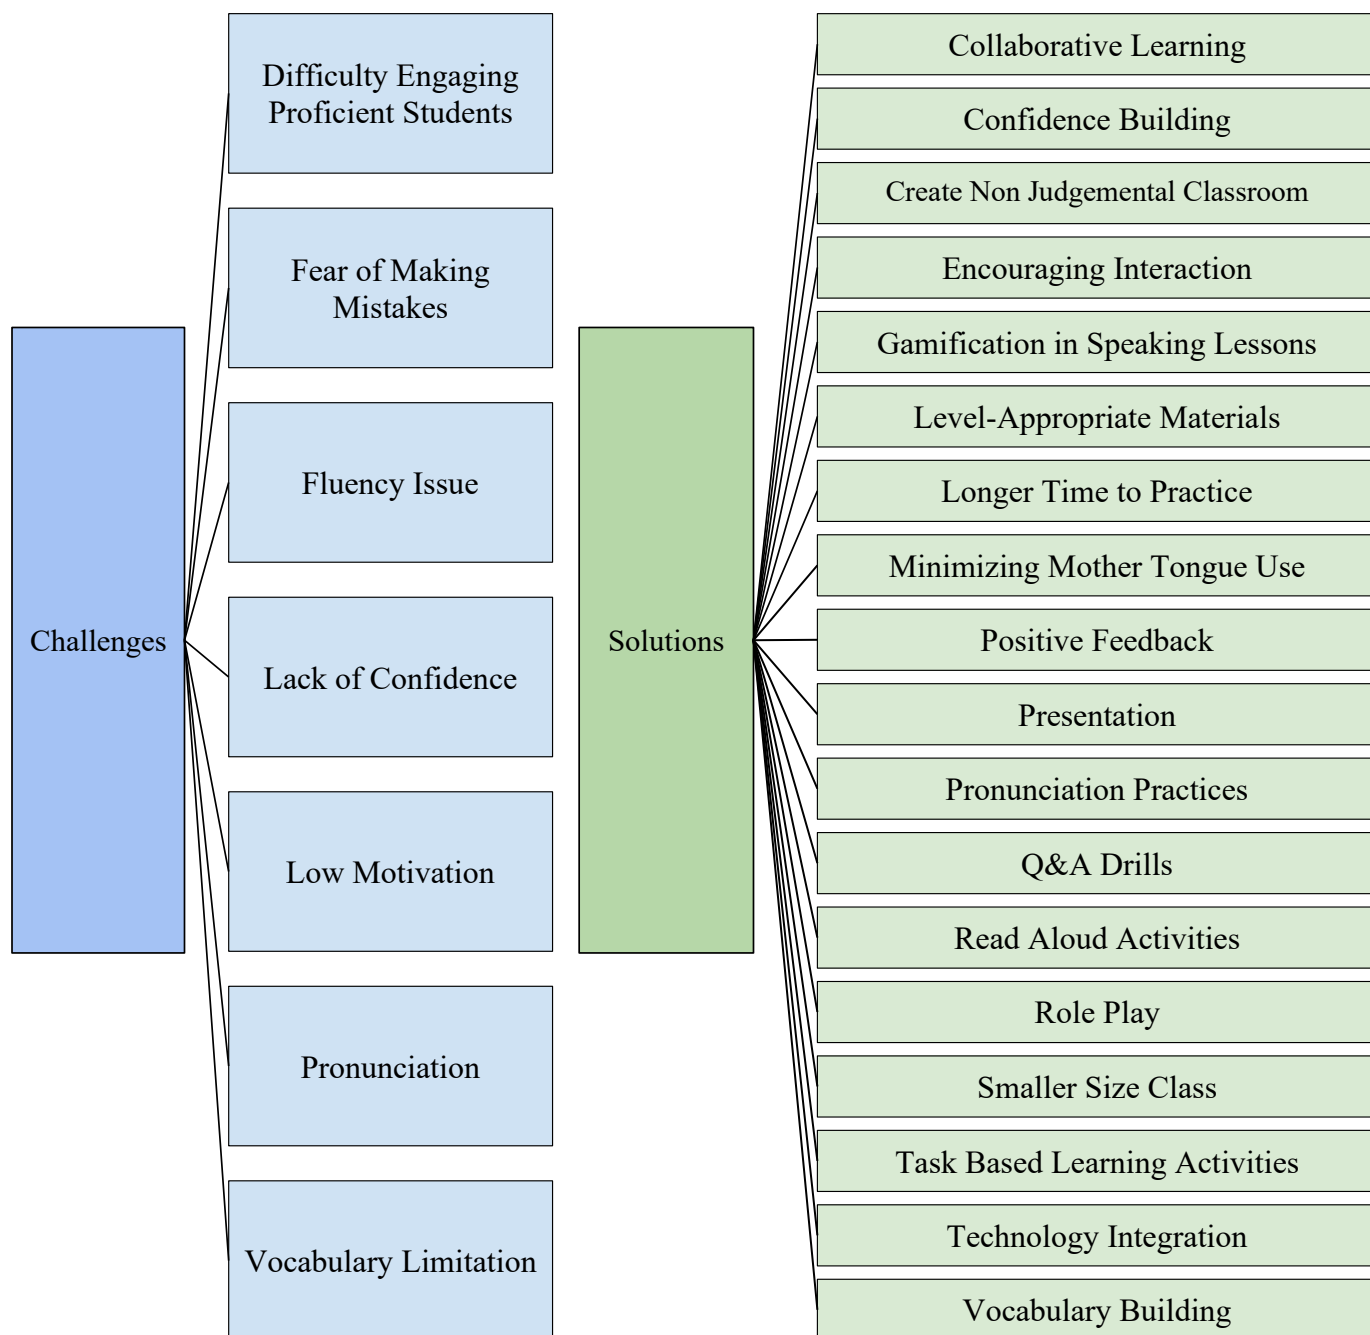 Challenges
Difficulty Engaging
Proficient Students
Fear of Making
Mistakes
Fluency Issue
Lack of Confidence
Low Motivation
Pronunciation
Vocabulary Limitation
Solutions
Collaborative Learning
Confidence Building
Create Non Judgemental Classroom
Encouraging Interaction
Gamification in Speaking Lessons
Level-Appropriate Materials
Longer Time to Practice
Minimizing Mother Tongue Use
Positive Feedback
Presentation
Pronunciation Practices
Q&A Drills
Read Aloud Activities
Role Play
Smaller Size Class
Task Based Learning Activities
Technology Integration
Vocabulary Building